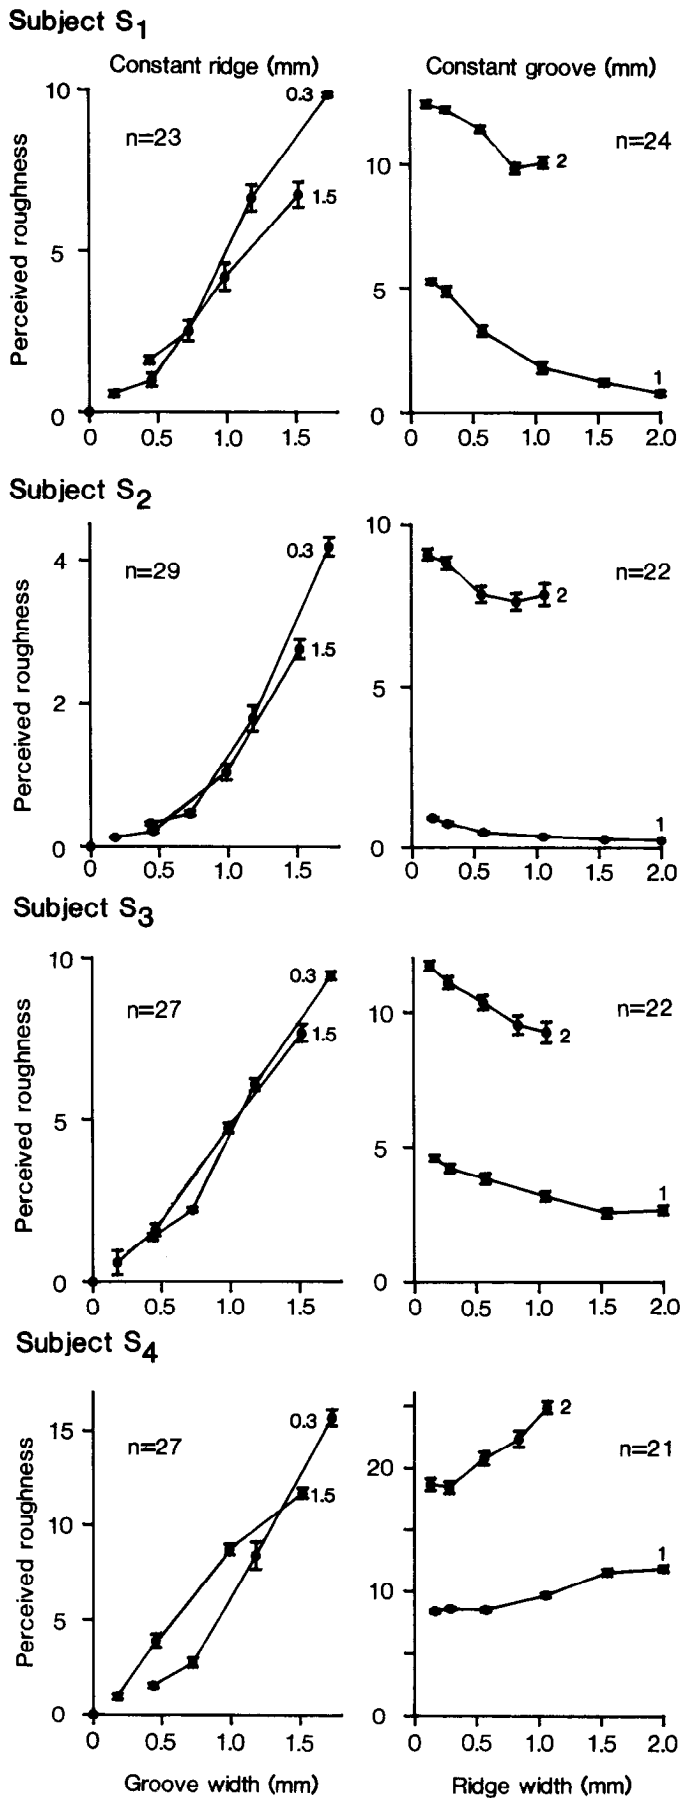 Subject S1
Constant ridge (mm) Constant groove (mm)
10 0.3 n=23 1.5 5 0
Perceived roughness
0 0.5 1.0 1.5
10 n=24 2 5 1 0
0 0.5 1.0 1.5 2.0
Subject S2
4 0.3 n=29 1.5 2 0
Perceived roughness
0 0.5 1.0 1.5
10 n=22 2 5 1 0
0 0.5 1.0 1.5 2.0
Subject S3
10 0.3 n=27 1.5 5 0
Perceived roughness
0 0.5 1.0 1.5
10 n=22 2 5 1 0
0 0.5 1.0 1.5 2.0
Subject S4
15 0.3 n=27 1.5 10 5 0
Perceived roughness
0 0.5 1.0 1.5
Groove width (mm)
2 n=21 20 1 10 0
0 0.5 1.0 1.5 2.0
Ridge width (mm)